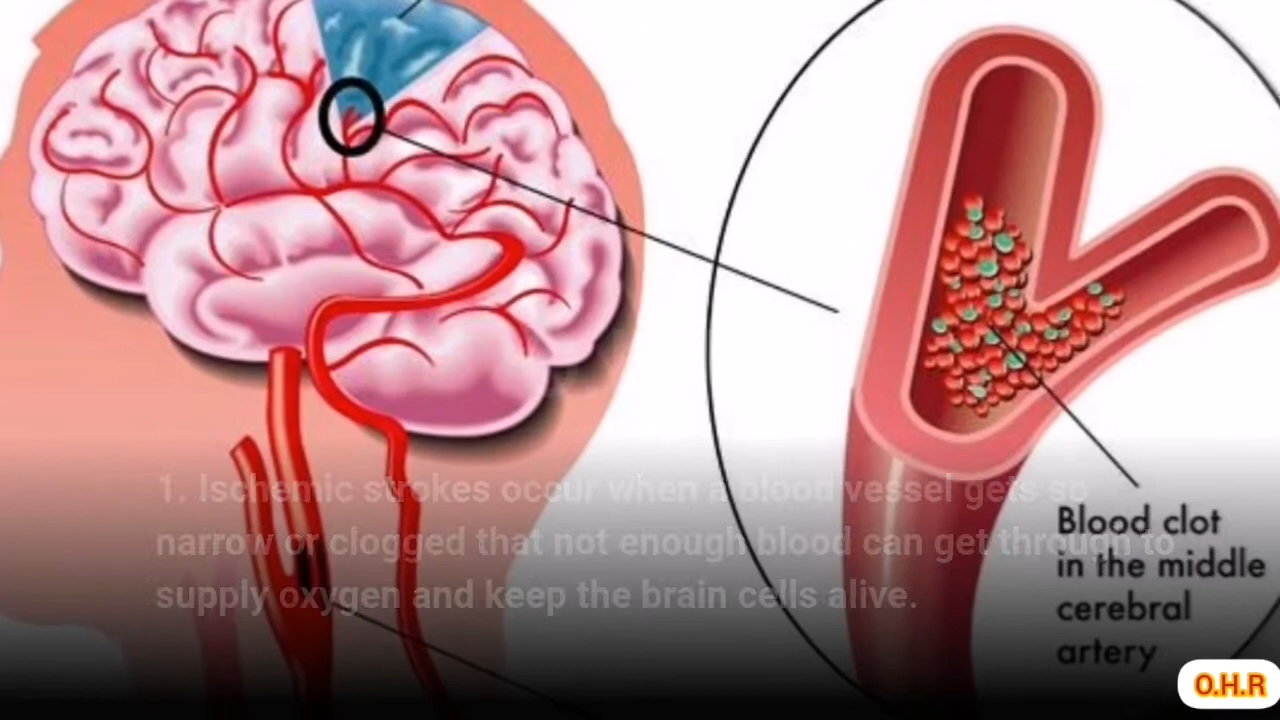 1. Ischemic strokes occur when a blood vessel gets so
narrow or clogged that not enough blood can get through to
supply oxygen and keep the brain cells alive.
Blood clot
in the middle
cerebral
artery
O.H.R